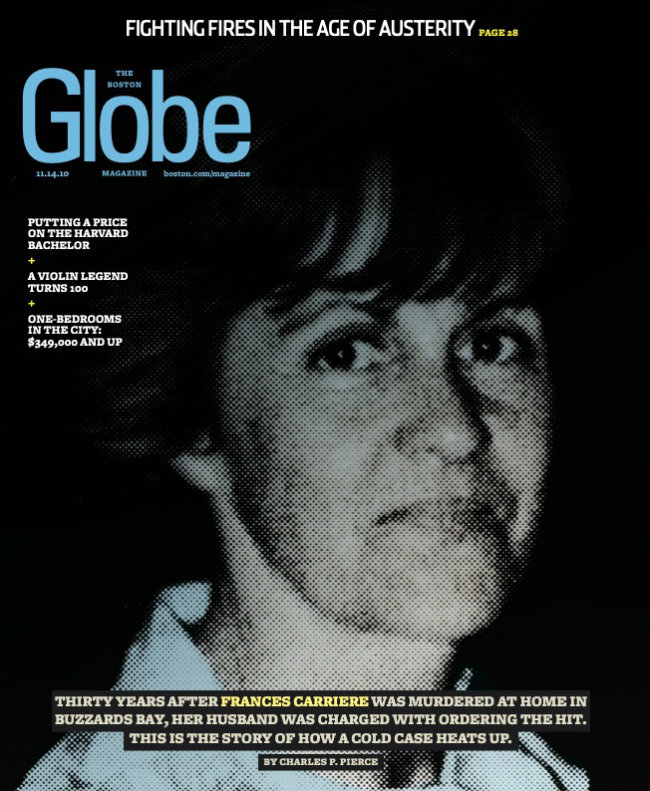 FIGHTING FIRES IN THE AGE OF AUSTERITY PAGE 28
THE
BOSTON
Globe
11.14.10 MAGAZINE boston.com/magazine
PUTTING A PRICE
ON THE HARVARD
BACHELOR
+
A VIOLIN LEGEND
TURNS 100
+
ONE-BEDROOMS
IN THE CITY:
$349,000 AND UP
THIRTY YEARS AFTER FRANCES CARRIERE WAS MURDERED AT HOME IN
BUZZARDS BAY, HER HUSBAND WAS CHARGED WITH ORDERING THE HIT.
THIS IS THE STORY OF HOW A COLD CASE HEATS UP.
BY CHARLES P. PIERCE